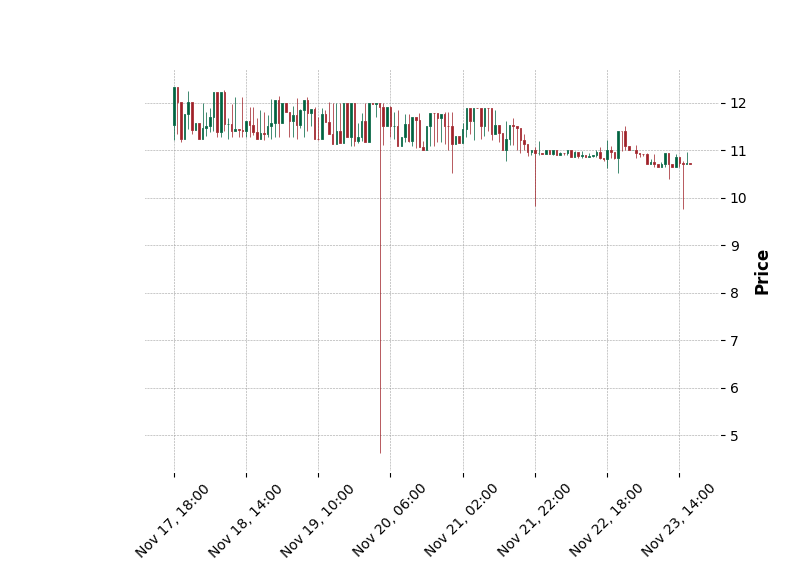 12
11
10
9
8
7
6
5
Price
Nov 17, 18:00
Nov 18, 14:00
Nov 19, 10:00
Nov 20, 06:00
Nov 21, 02:00
Nov 21, 22:00
Nov 22, 18:00
Nov 23, 14:00